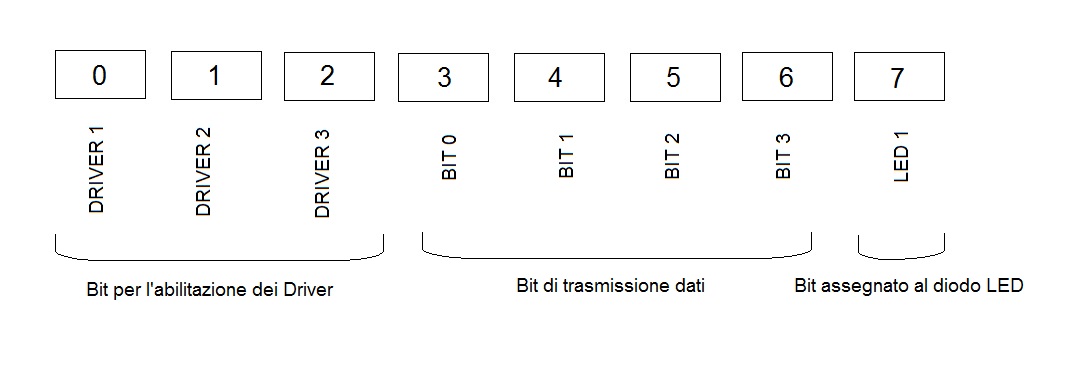 0 1 2 3 4 5 6 7
DRIVER 1 DRIVER 2 DRIVER 3 BIT 0 BIT 1 BIT 2 BIT 3 LED 1
Bit per l'abilitazione dei Driver Bit di trasmissione dati Bit assegnato al diodo LED